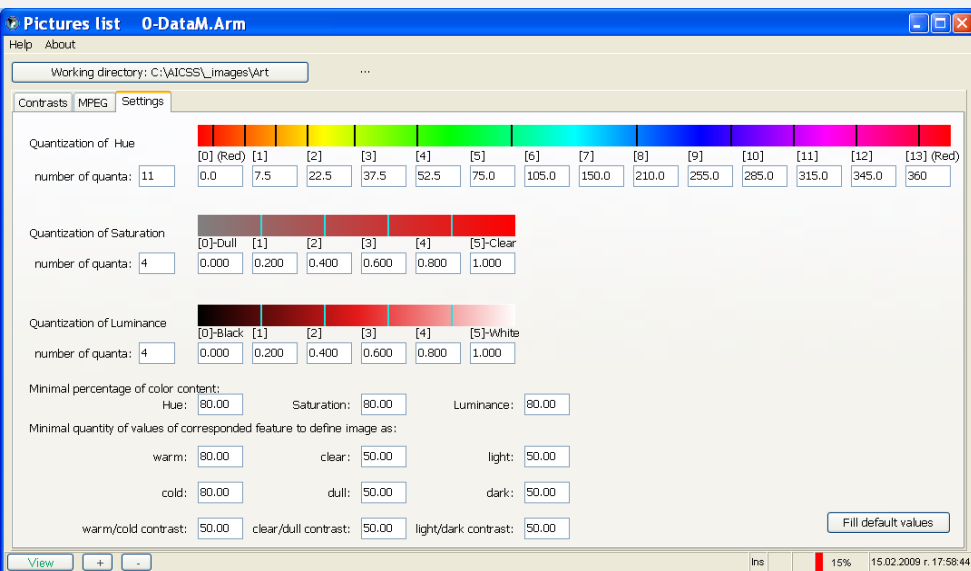 Pictures list 0-DataM.Arm
Help About
Working directory: C:\AICSS\_images\Art ...
Contrasts MPEG Settings
Quantization of Hue
[0] (Red) [1] [2] [3] [4] [5] [6] [7] [8] [9] [10] [11] [12] [13] (Red)
number of quanta: 11 0.0 7.5 22.5 37.5 52.5 75.0 105.0 150.0 210.0 255.0 285.0 315.0 345.0 360
Quantization of Saturation
[0]-Dull [1] [2] [3] [4] [5]-Clear
number of quanta: 4 0.000 0.200 0.400 0.600 0.800 1.000
Quantization of Luminance
[0]-Black [1] [2] [3] [4] [5]-White
number of quanta: 4 0.000 0.200 0.400 0.600 0.800 1.000
Minimal percentage of color content:
Hue: 80.00 Saturation: 80.00 Luminance: 80.00
Minimal quantity of values of corresponded feature to define image as:
warm: 80.00 clear: 50.00 light: 50.00
cold: 80.00 dull: 50.00 dark: 50.00
warm/cold contrast: 50.00 clear/dull contrast: 50.00 light/dark contrast: 50.00
Fill default values
View + - Ins 15% 15.02.2009 г. 17:58:44